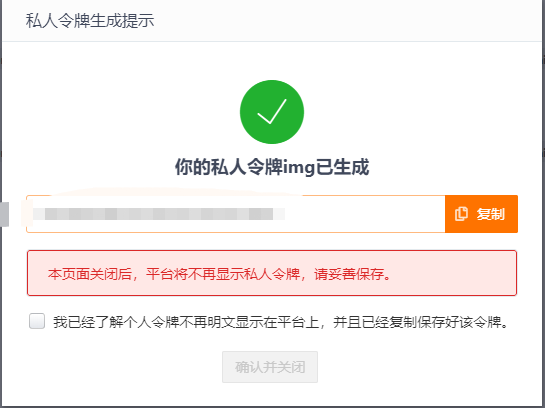 私人令牌生成提示
你的私人令牌img已生成
复制
本页面关闭后，平台将不再显示私人令牌，请妥善保存。
我已经了解个人令牌不再明文显示在平台上，并且已经复制保存好该令牌。
确认并关闭